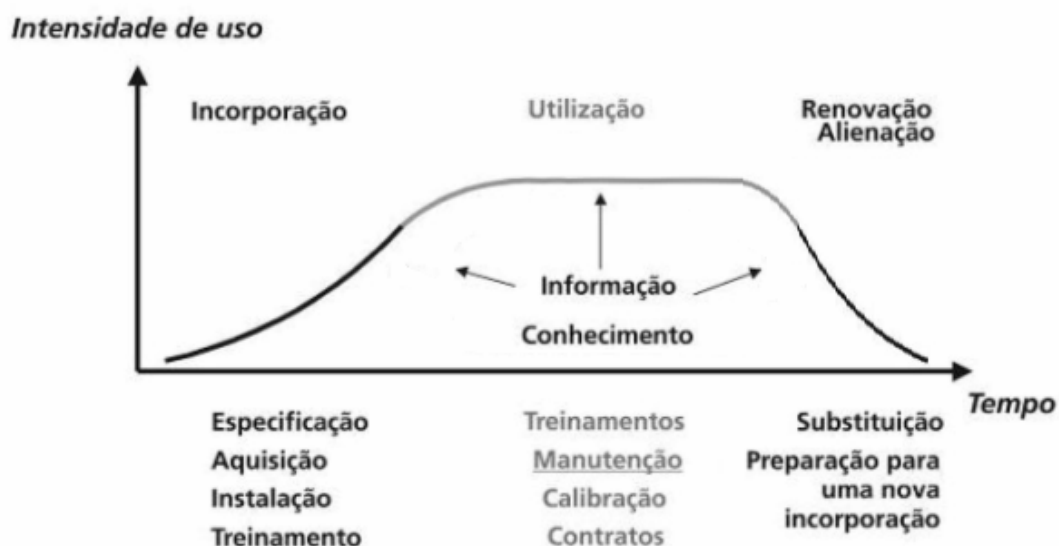 Intensidade de uso
Incorporação
Utilização
Renovação
Alienação
Informação
Conhecimento
Tempo
Especificação
Aquisição
Instalação
Treinamento
Treinamentos
Manutenção
Calibração
Contratos
Substituição
Preparação para
uma nova
incorporação